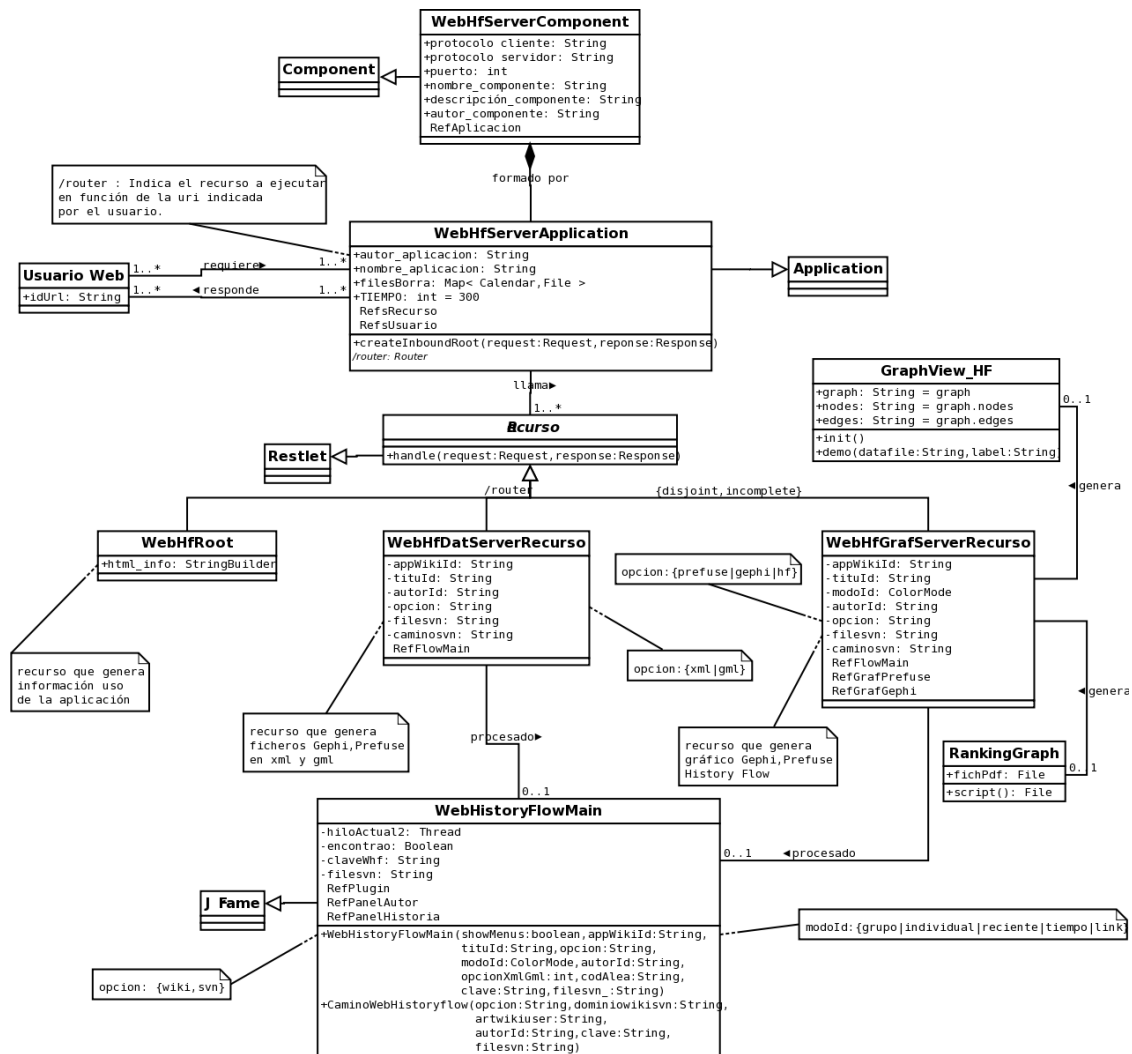 WebHfServerComponent
+protocolo cliente: String
+protocolo servidor: String
+puerto: int
+nombre_componente: String
+descripción_componente: String
+autor_componente: String
RefAplicacion
Component
formado por
/router : Indica el recurso a ejecutar
en función de la uri indicada
por el usuario.
WebHfServerApplication
+autor_aplicacion: String
+nombre_aplicacion: String
+filesBorra: Map< Calendar,File >
+TIEMPO: int = 300
RefsRecurso
RefsUsuario
+createInboundRoot(request:Request,reponse:Response)
/router: Router
Usuario Web
+idUrl: String
1..*
requiere►
1..*
1..*
◄responde
1..*
Application
llama►
1..*
Recurso
+handle(request:Request,response:Response)
Restlet
GraphView_HF
+graph: String = graph
+nodes: String = graph.nodes
+edges: String = graph.edges
+init()
+demo(datafile:String,label:String)
0..1
◄genera
/router
{disjoint,incomplete}
WebHfRoot
+html_info: StringBuilder
recurso que genera
información uso
de la aplicación
WebHfDatServerRecurso
-appWikiId: String
-tituId: String
-autorId: String
-opcion: String
-filesvn: String
-caminosvn: String
RefFlowMain
opcion:{xml|gml}
recurso que genera
ficheros Gephi,Prefuse
en xml y gml
opcion:{prefuse|gephi|hf}
WebHfGrafServerRecurso
-appWikiId: String
-tituId: String
-modoId: ColorMode
-autorId: String
-opcion: String
-filesvn: String
-caminosvn: String
RefFlowMain
RefGrafPrefuse
RefGrafGephi
recurso que genera
gráfico Gephi,Prefuse
History Flow
◄genera
RankingGraph
+fichPdf: File
+script(): File
0..1
procesado►
0..1
WebHistoryFlowMain
-hiloActual2: Thread
-encontrao: Boolean
-claveWhf: String
-filesvn: String
RefPlugin
RefPanelAutor
RefPanelHistoria
+WebHistoryFlowMain(showMenus:boolean,appWikiId:String,
tituId:String,opcion:String,
modoId:ColorMode,autorId:String,
opcionXmlGml:int,codAlea:String,
clave:String,filesvn_:String)
+CaminoWebHistoryflow(opcion:String,dominiowikisvn:String,
artwikiuser:String,
autorId:String,clave:String,
filesvn:String)
0..1
◄procesado
J Fame
opcion: {wiki,svn}
modoId:{grupo|individual|reciente|tiempo|link}